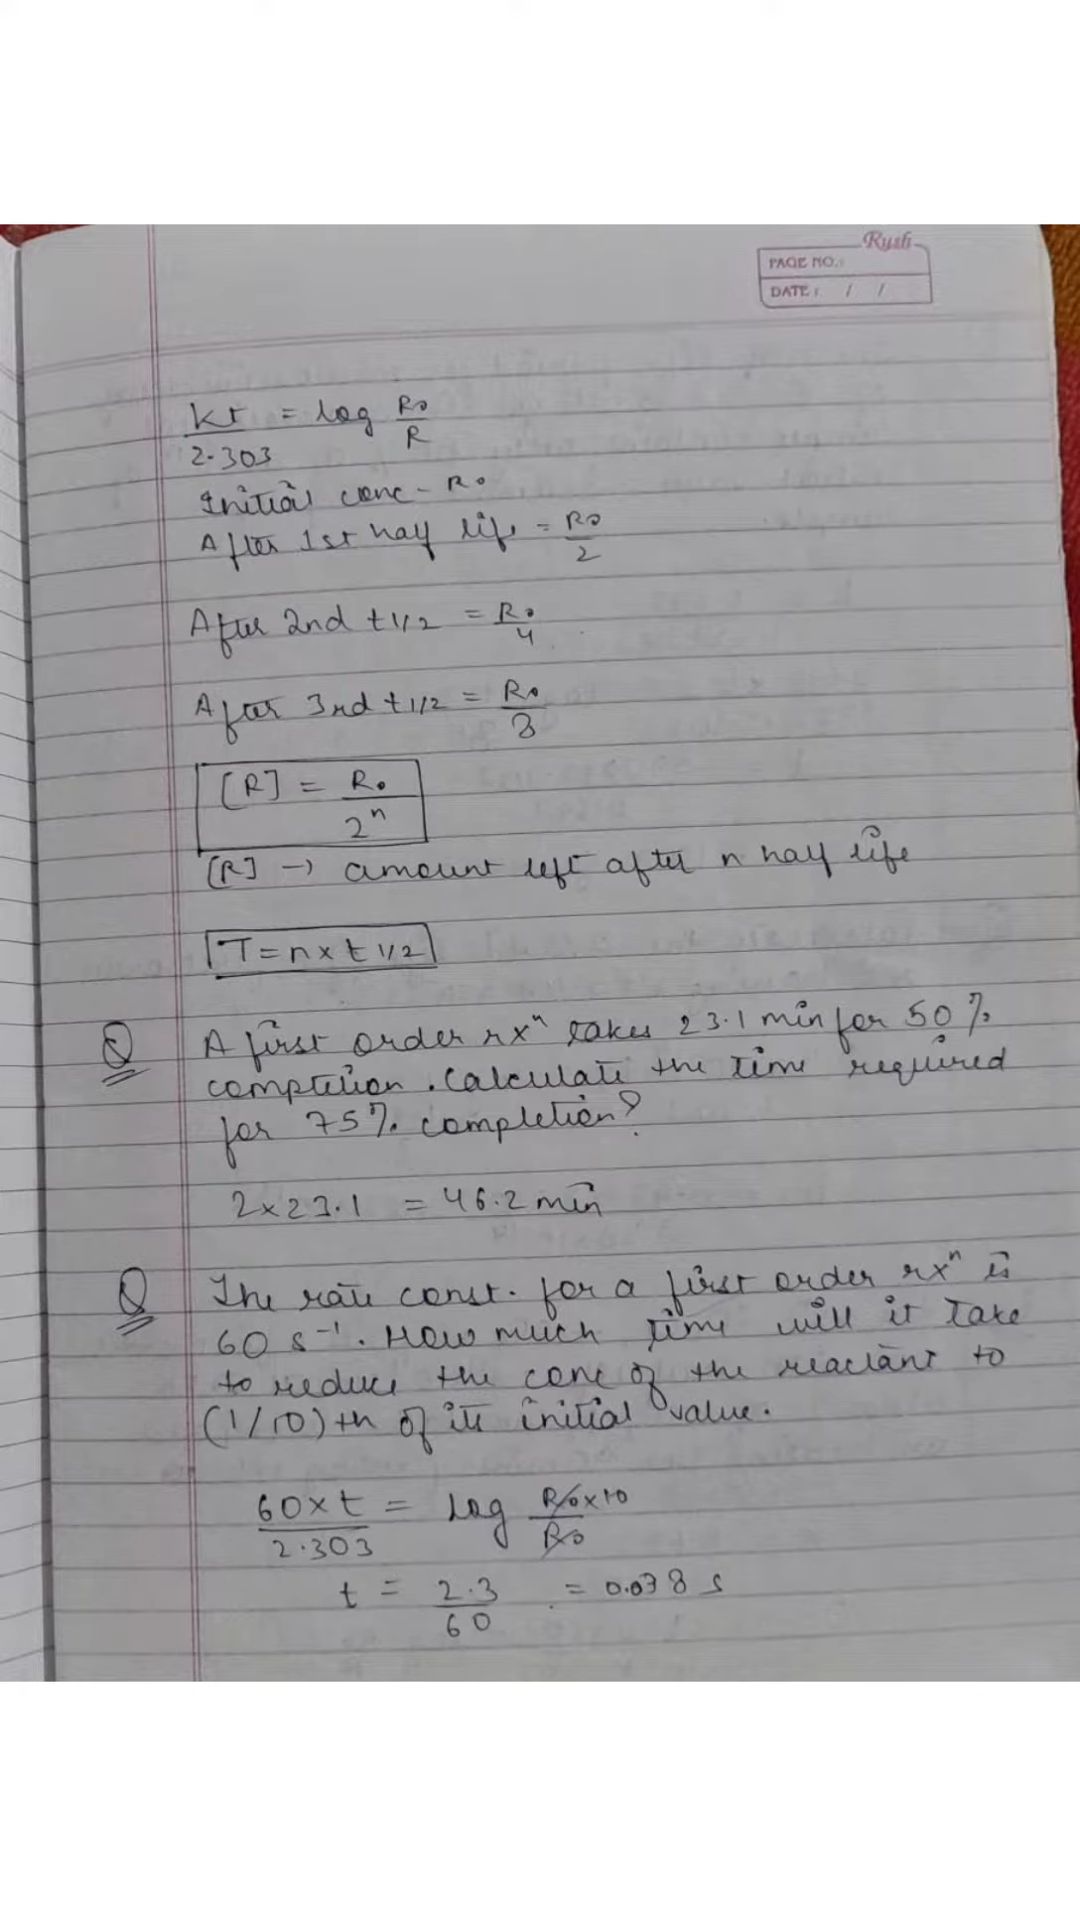 Rush
PAGE NO.:
DATE: / /
kt/2.303 = log R0/R
Initial conc - R0
After 1st half life = R0/2
After 2nd t1/2 = R0/4
After 3rd t1/2 = R0/8
[R] = R0/2^n
[R] → amount left after n half life
T = n x t1/2
Q A first order rx^n takes 23.1 min for 50%
completion. Calculate the time required
for 75% completion?
2 x 23.1 = 46.2 min
Q The rate const. for a first order rx^n is
60 s^-1. How much time will it take
to reduce the conc of the reactant to
(1/10)th of its initial value.
60 x t/2.303 = log R0 x 10/R0
t = 2.3/60 = 0.038 s